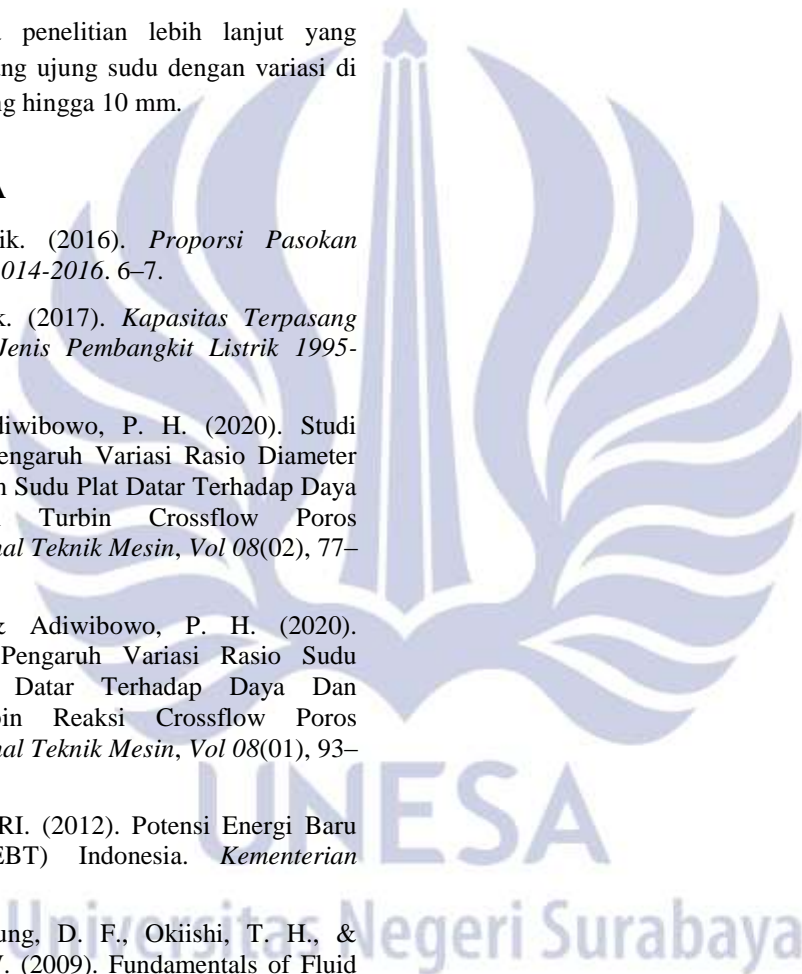 penelitian lebih lanjut yang
ang ujung sudu dengan variasi di
ng hingga 10 mm.
A
ik. (2016). Proporsi Pasokan
014-2016. 6–7.
k. (2017). Kapasitas Terpasang
Jenis Pembangkit Listrik 1995-
diwibowo, P. H. (2020). Studi
engaruh Variasi Rasio Diameter
n Sudu Plat Datar Terhadap Daya
Turbin Crossflow Poros
nal Teknik Mesin, Vol 08(02), 77–
& Adiwibowo, P. H. (2020).
Pengaruh Variasi Rasio Sudu
Datar Terhadap Daya Dan
bin Reaksi Crossflow Poros
nal Teknik Mesin, Vol 08(01), 93–
RI. (2012). Potensi Energi Baru
EBT) Indonesia. Kementerian
ung, D. F., Okiishi, T. H., &
. (2009). Fundamentals of Fluid
UNESA
Universitas Negeri Surabaya